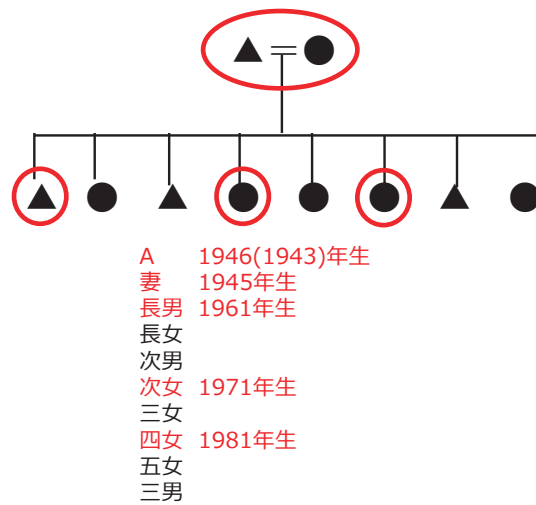 A 1946(1943)年生
妻 1945年生
長男 1961年生
長女
次男
次女 1971年生
三女
四女 1981年生
五女
三男